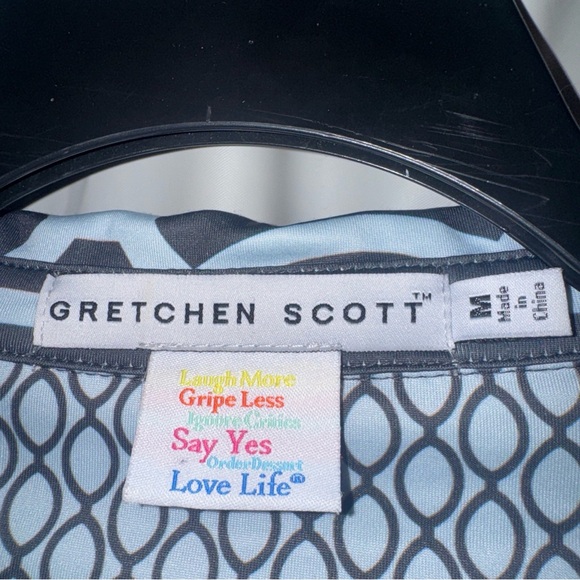 GRETCHEN SCOTT™
M
Made
in
China
Laugh More
Gripe Less
Ignore Critics
Say Yes
Order Dessert
Love Life®